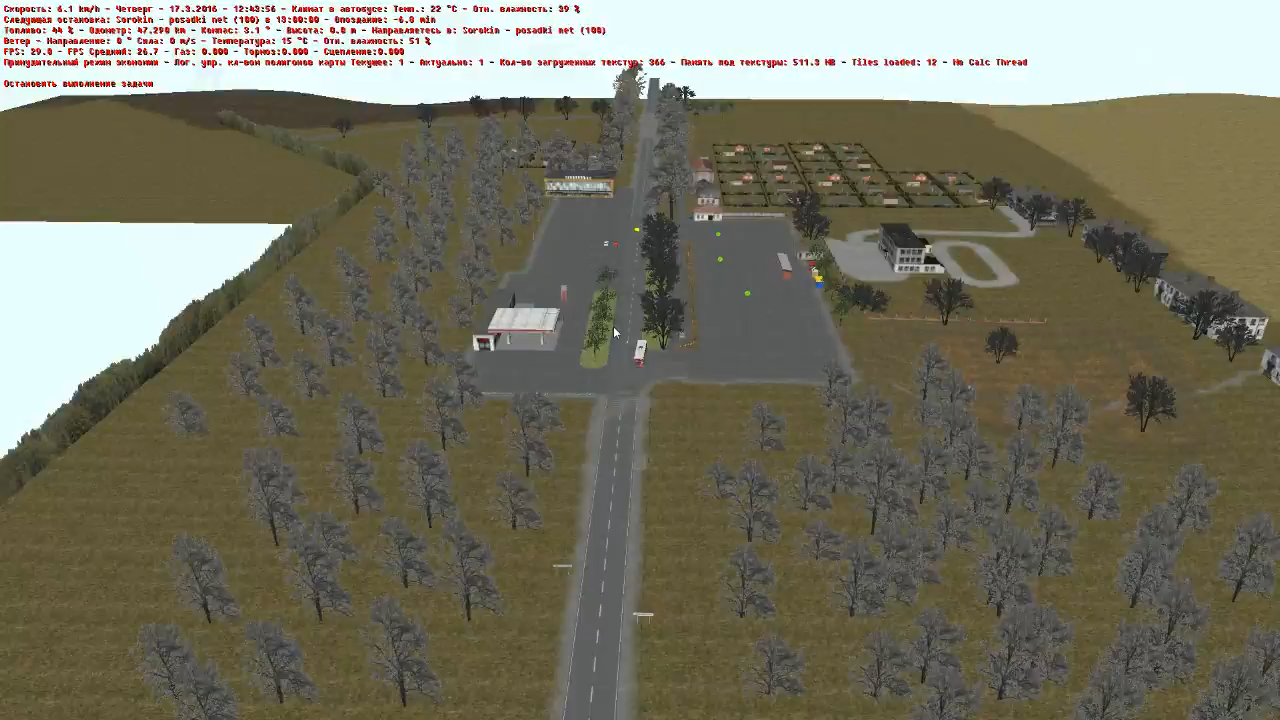 Скорость: 6.1 km/h - Четверг - 17.3.2016 - 12:43:56 - Климат в автобусе: Темп.: 22 °C - Отн. влажность: 39 %
Следующая остановка: Sorokin - posadki net (100) в 13:00:00 - Опоздание: -6.0 min
Топливо: 44 % - Одометр: 47.290 km - Компас: 3.1 ° - Высота: 0.0 m - Направляетесь в: Sorokin - posadki net (100)
Ветер - Направление: 0 ° Сила: 0 m/s - Температура: 15 °C - Отн. влажность: 51 %
FPS: 29.0 - FPS Средний: 26.7 - Газ: 0.000 - Тормоз:0.000 - Сцепление:0.000
Принудительный режим экономии - Лог. упр. кл-вом полигонов карты Текущее: 1 - Актуально: 1 - Кол-во загруженных текстур: 366 - Память под текстуры: 511.3 MB - Tiles loaded: 12 - No Calc Thread
Остановить выполнение задачи